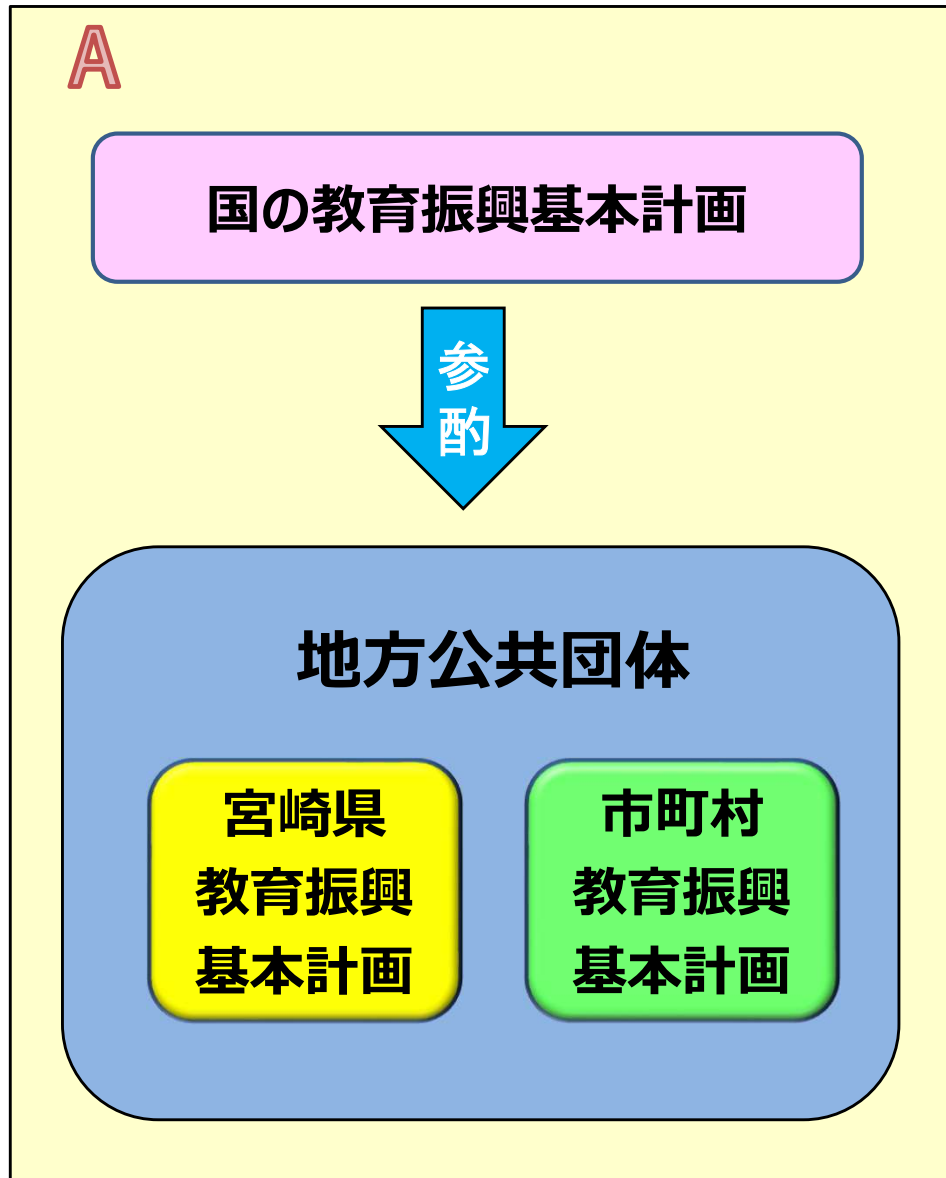 A
国の教育振興基本計画
参
酌
地方公共団体
宮崎県
教育振興
基本計画
市町村
教育振興
基本計画